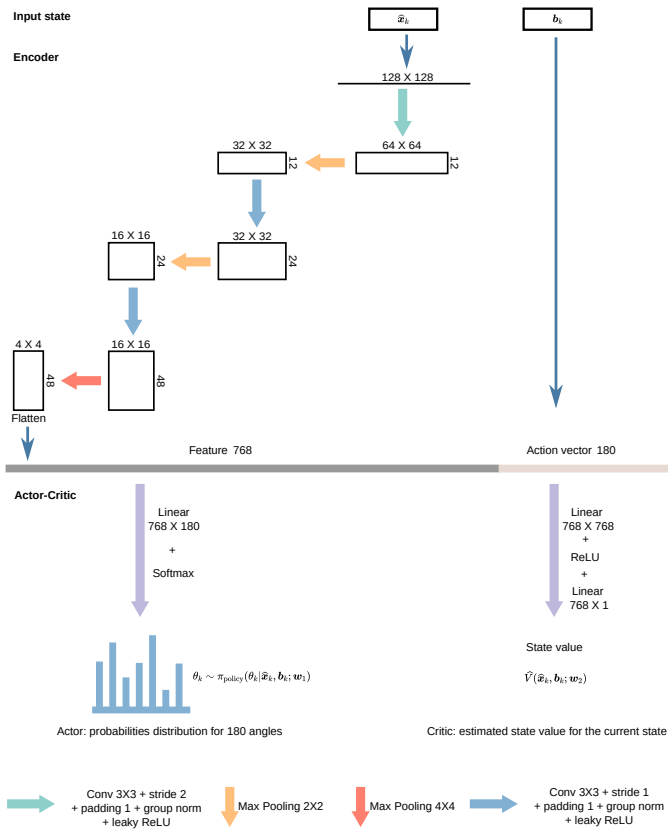 Input state
x̂_k
b_k
Encoder
128 X 128
32 X 32
12
64 X 64
12
16 X 16
24
32 X 32
24
4 X 4
48
16 X 16
48
Flatten
Feature 768
Action vector 180
Actor-Critic
Linear
768 X 180
+
Softmax
Linear
768 X 768
+
ReLU
+
Linear
768 X 1
θ_k ∼ π_policy(θ_k|x̂_k, b_k; w_1)
State value
V̂(x̂_k, b_k; w_2)
Actor: probabilities distribution for 180 angles
Critic: estimated state value for the current state
Conv 3X3 + stride 2
+ padding 1 + group norm
+ leaky ReLU
Max Pooling 2X2
Max Pooling 4X4
Conv 3X3 + stride 1
+ padding 1 + group norm
+ leaky ReLU